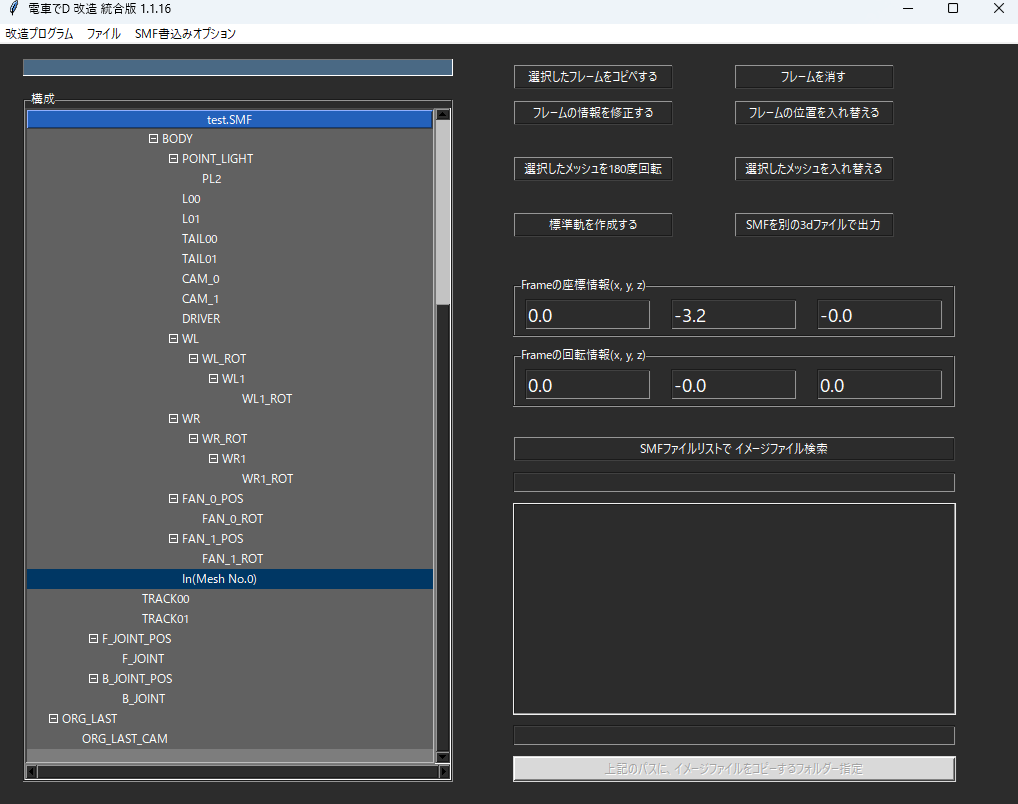 電車でD 改造 統合版 1.1.16
改造プログラム ファイル SMF書込みオプション
構成
test.SMF
BODY
POINT_LIGHT
PL2
L00
L01
TAIL00
TAIL01
CAM_0
CAM_1
DRIVER
WL
WL_ROT
WL1
WL1_ROT
WR
WR_ROT
WR1
WR1_ROT
FAN_0_POS
FAN_0_ROT
FAN_1_POS
FAN_1_ROT
In(Mesh No.0)
TRACK00
TRACK01
F_JOINT_POS
F_JOINT
B_JOINT_POS
B_JOINT
ORG_LAST
ORG_LAST_CAM
選択したフレームをコピペする フレームを消す
フレームの情報を修正する フレームの位置を入れ替える
選択したメッシュを180度回転 選択したメッシュを入れ替える
標準軌を作成する SMFを別の3dファイルで出力
Frameの座標情報(x, y, z)
0.0 -3.2 -0.0
Frameの回転情報(x, y, z)
0.0 -0.0 0.0
SMFファイルリストで イメージファイル検索
上記のパスに、イメージファイルをコピーするフォルダー指定